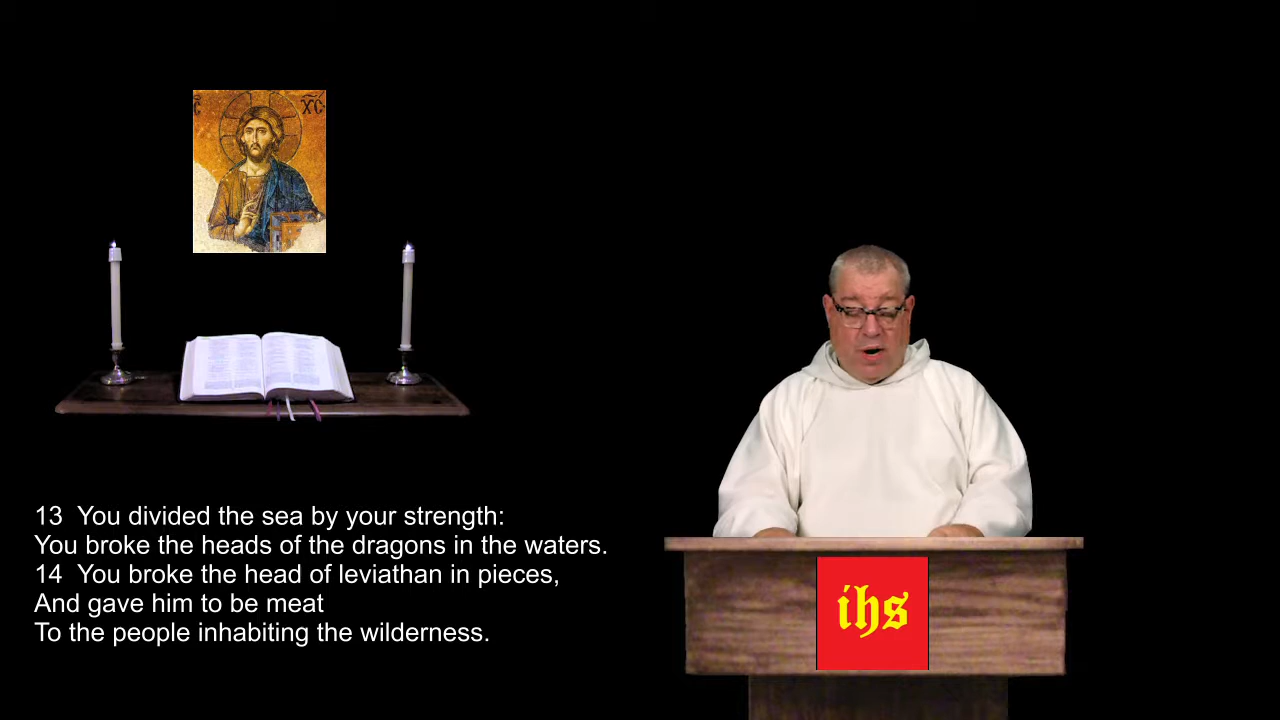 C XC
13  You divided the sea by your strength:
You broke the heads of the dragons in the waters.
14  You broke the head of leviathan in pieces,
And gave him to be meat
To the people inhabiting the wilderness.
ihs